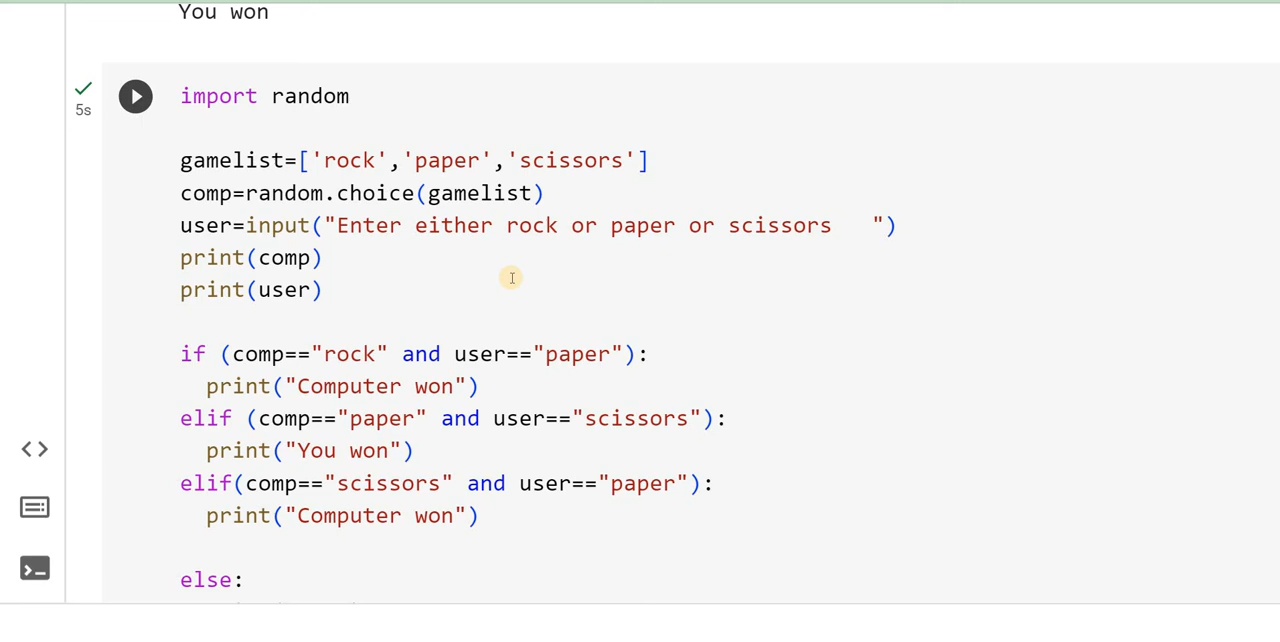 You won
5s
import random
gamelist=['rock','paper','scissors']
comp=random.choice(gamelist)
user=input("Enter either rock or paper or scissors   ")
print(comp)
print(user)
if (comp=="rock" and user=="paper"):
  print("Computer won")
elif (comp=="paper" and user=="scissors"):
  print("You won")
elif(comp=="scissors" and user=="paper"):
  print("Computer won")
else: